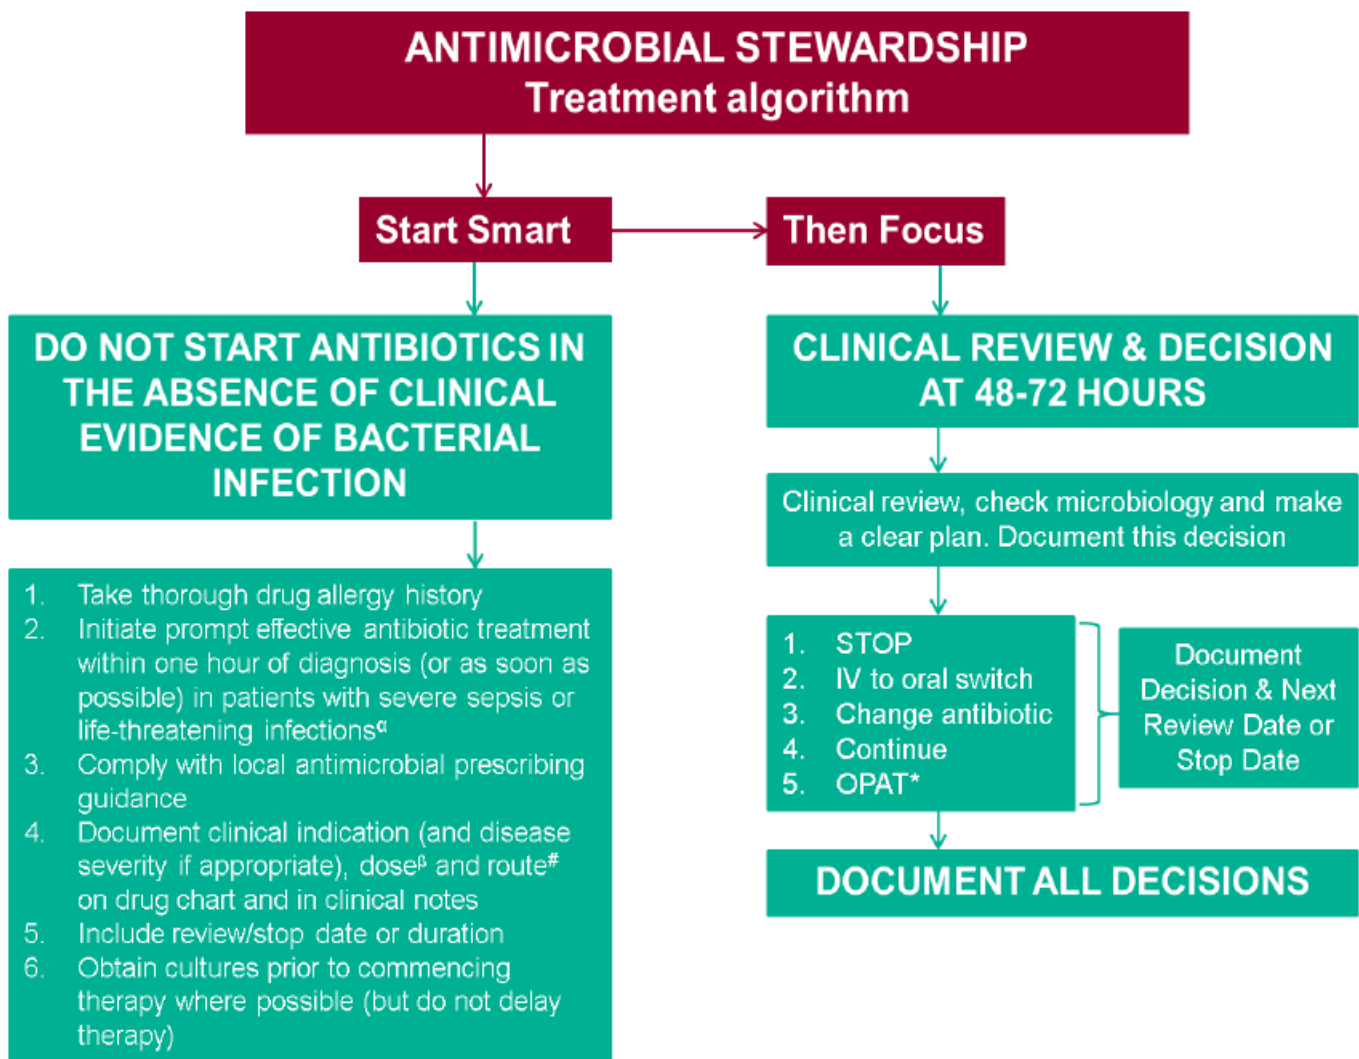 ANTIMICROBIAL STEWARDSHIP
Treatment algorithm
Start Smart
Then Focus
DO NOT START ANTIBIOTICS IN
THE ABSENCE OF CLINICAL
EVIDENCE OF BACTERIAL
INFECTION
1. Take thorough drug allergy history
2. Initiate prompt effective antibiotic treatment
within one hour of diagnosis (or as soon as
possible) in patients with severe sepsis or
life-threatening infectionsᵅ
3. Comply with local antimicrobial prescribing
guidance
4. Document clinical indication (and disease
severity if appropriate), doseᵝ and route#
on drug chart and in clinical notes
5. Include review/stop date or duration
6. Obtain cultures prior to commencing
therapy where possible (but do not delay
therapy)
CLINICAL REVIEW & DECISION
AT 48-72 HOURS
Clinical review, check microbiology and make
a clear plan. Document this decision
1. STOP
2. IV to oral switch
3. Change antibiotic
4. Continue
5. OPAT*
Document
Decision & Next
Review Date or
Stop Date
DOCUMENT ALL DECISIONS